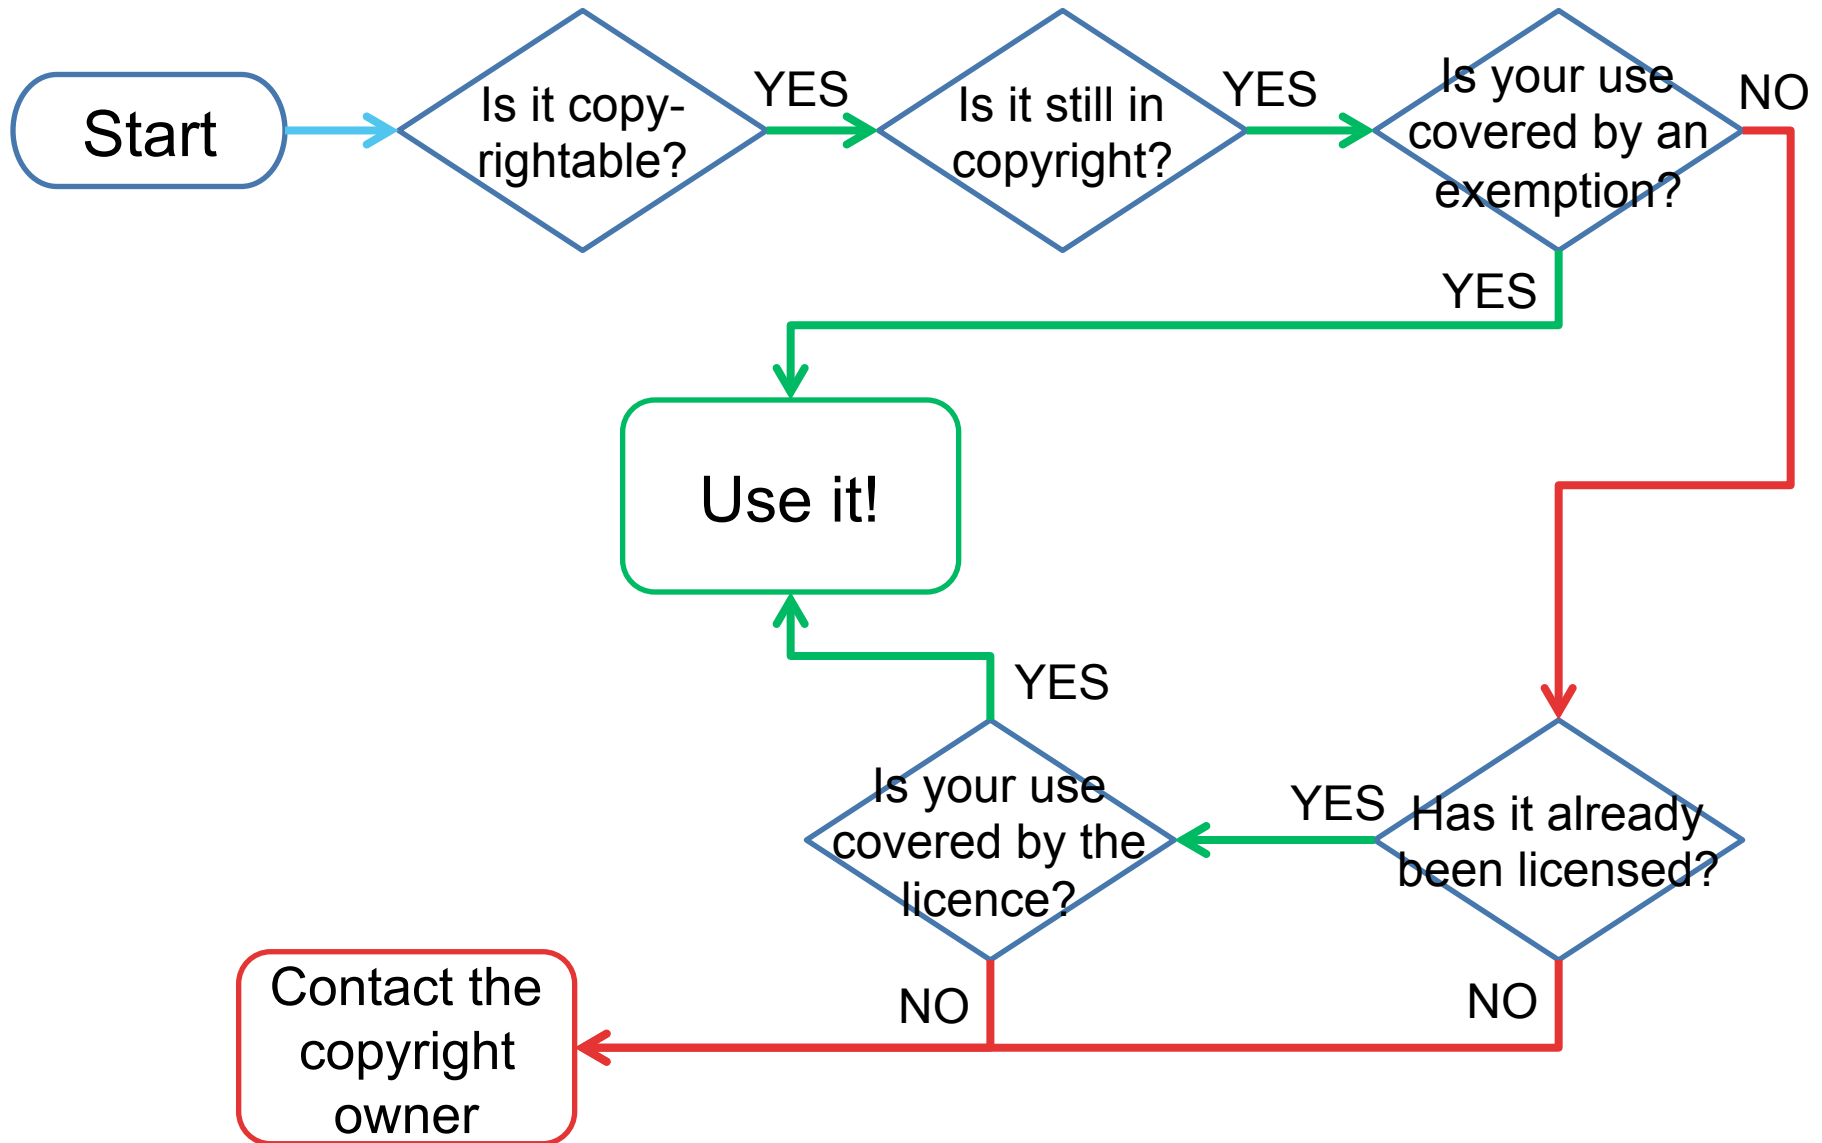 Start
Is it copy-
rightable?
YES
Is it still in
copyright?
YES
Is your use
covered by an
exemption?
NO
YES
Use it!
YES
Is your use
covered by the
licence?
YES
Has it already
been licensed?
NO
NO
Contact the
copyright
owner